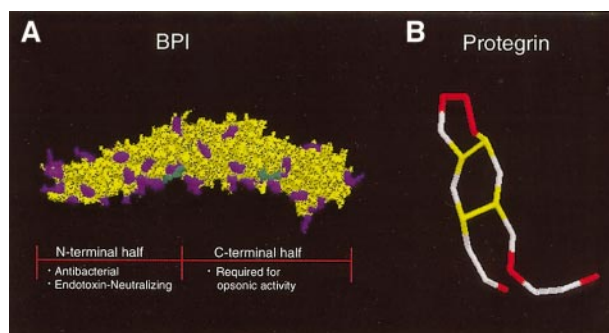 A
BPI
N-terminal half
· Antibacterial
· Endotoxin-Neutralizing
C-terminal half
· Required for
opsonic activity
B
Protegrin